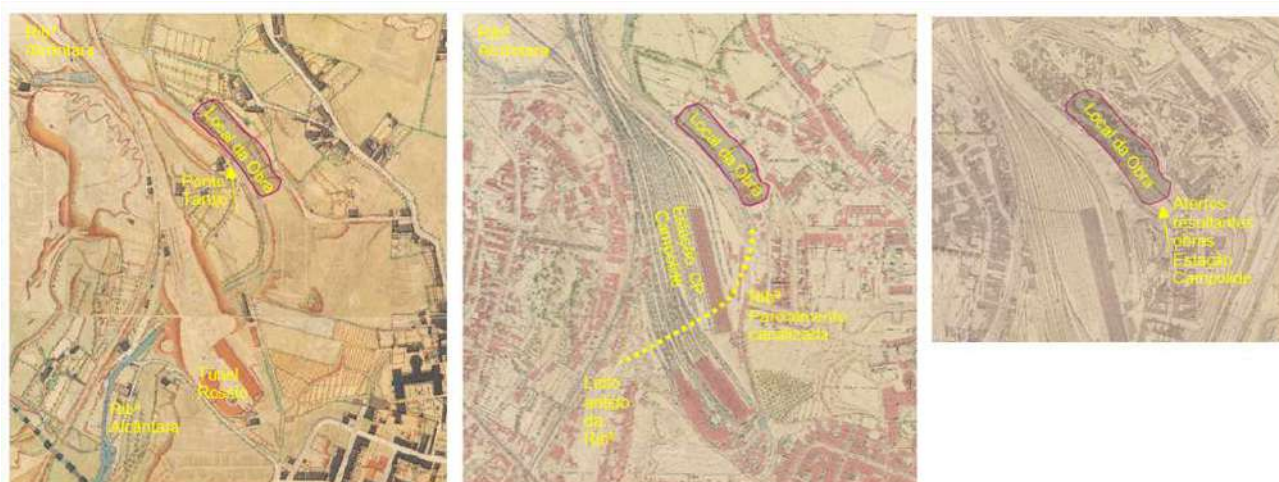 Ribª
Alcântara
Local da Obra
Ponte
Tarujo
Túnel
Rossio
Ribª
Alcântara
Ribª
Alcântara
Local da Obra
Estação CP
Campolide
Ribª
Parcialmente
canalizada
Leito
antigo
da
Ribª
Local da Obra
Aterros
resultantes
obras
Estação
Campolide